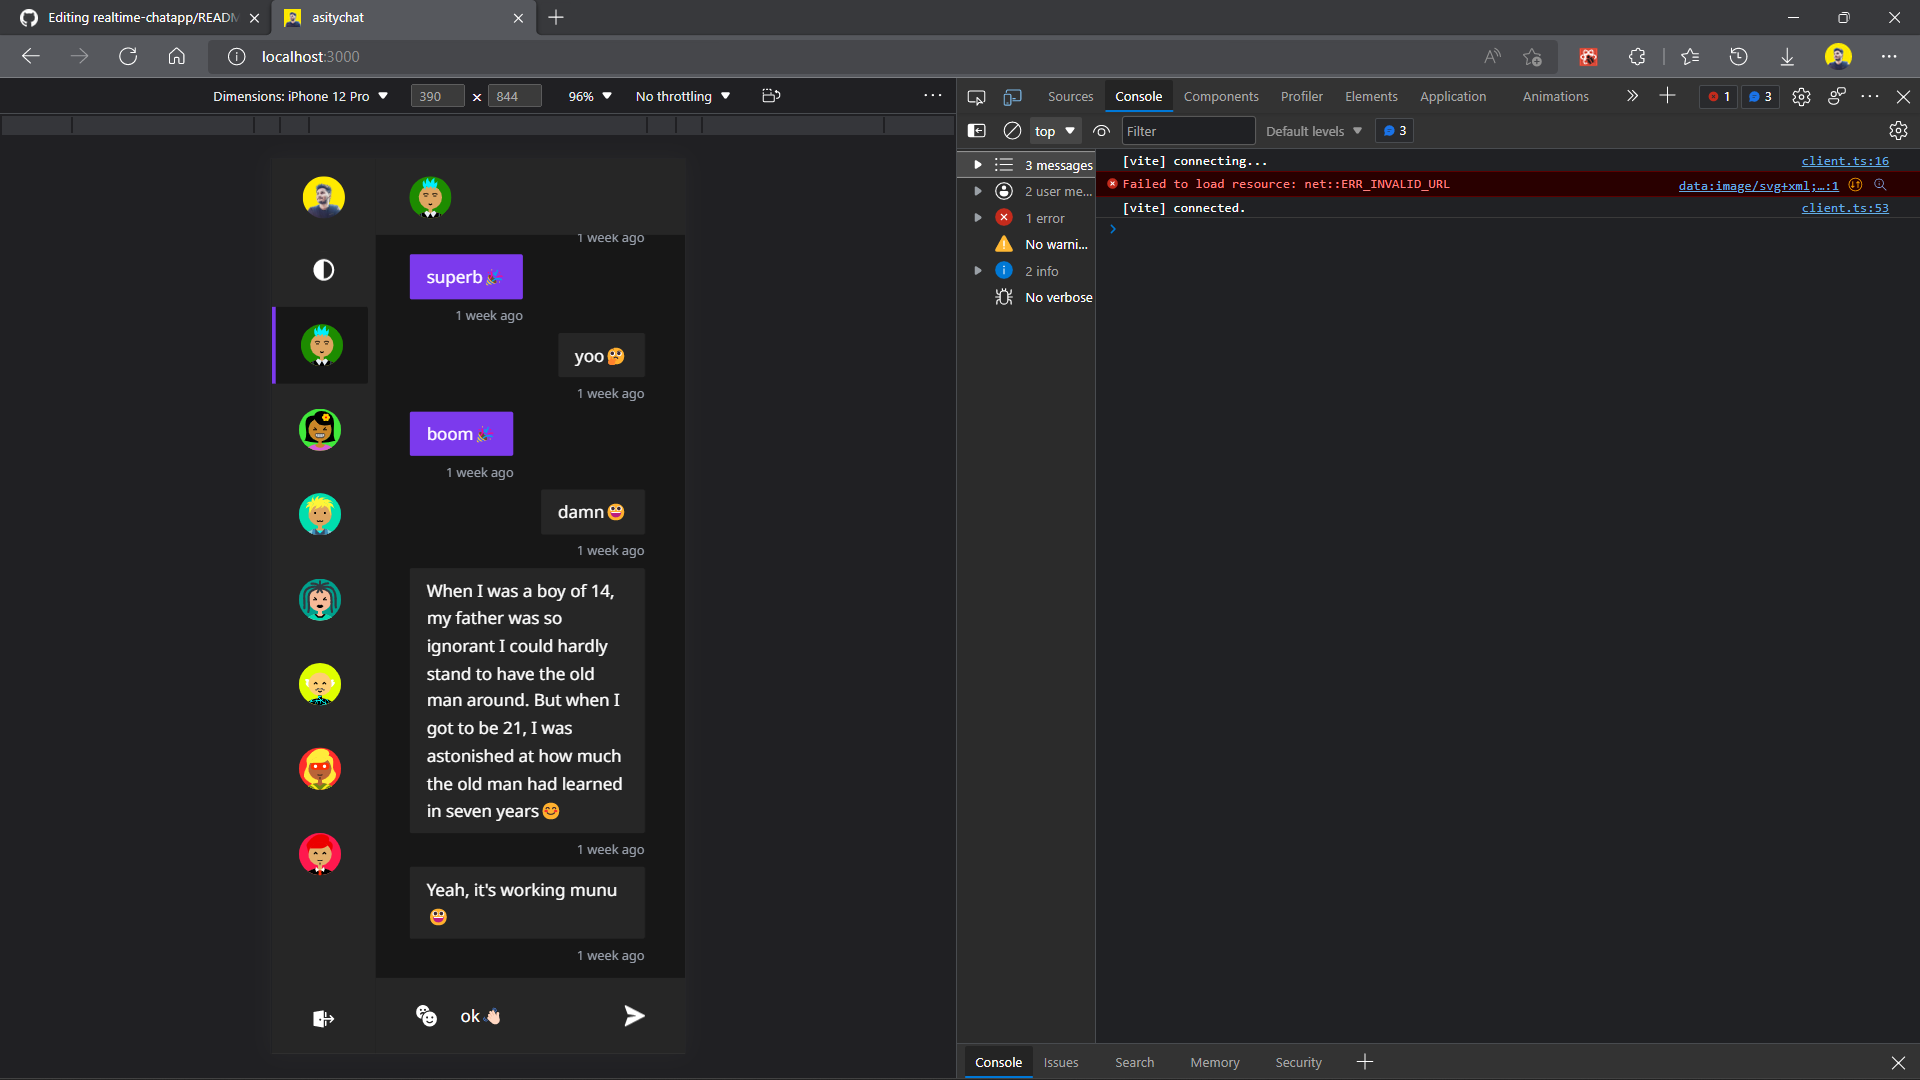 Editing realtime-chatapp/READM
asitychat
localhost:3000
Dimensions: iPhone 12 Pro
390 x 844
96%
No throttling
1 week ago
superb🎉
1 week ago
yoo🤔
1 week ago
boom🎉
1 week ago
damn😀
1 week ago
When I was a boy of 14,
my father was so
ignorant I could hardly
stand to have the old
man around. But when I
got to be 21, I was
astonished at how much
the old man had learned
in seven years😊
1 week ago
Yeah, it's working munu
😀
1 week ago
ok👋🏻
Sources Console Components Profiler Elements Application Animations
1 3
top Filter Default levels 3
3 messages
2 user me...
1 error
No warni...
2 info
No verbose
[vite] connecting... client.ts:16
Failed to load resource: net::ERR_INVALID_URL data:image/svg+xml;…:1
[vite] connected. client.ts:53
Console Issues Search Memory Security